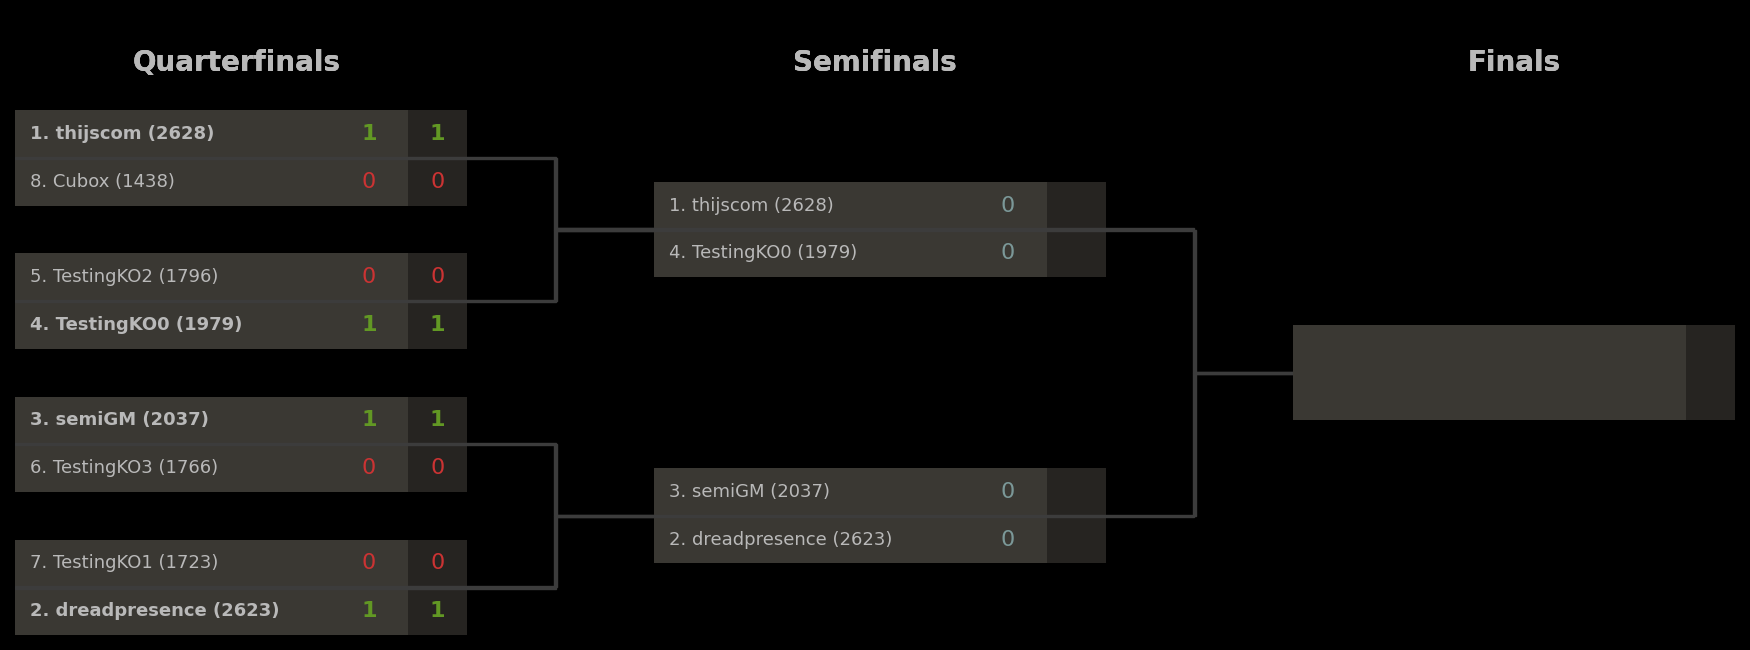 Quarterfinals
1. thijscom (2628) 1 1
8. Cubox (1438) 0 0
5. TestingKO2 (1796) 0 0
4. TestingKO0 (1979) 1 1
3. semiGM (2037) 1 1
6. TestingKO3 (1766) 0 0
7. TestingKO1 (1723) 0 0
2. dreadpresence (2623) 1 1
Semifinals
1. thijscom (2628) 0
4. TestingKO0 (1979) 0
3. semiGM (2037) 0
2. dreadpresence (2623) 0
Finals